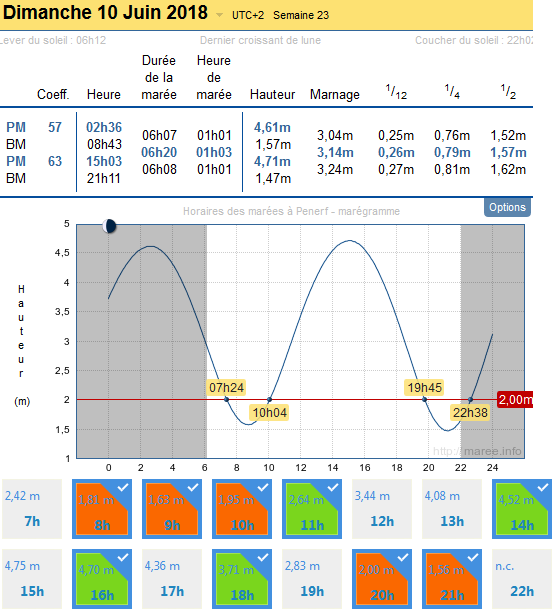 Dimanche 10 Juin 2018 UTC+2 Semaine 23
Lever du soleil : 06h12 Dernier croissant de lune Coucher du soleil : 22h02
Coeff. Heure Durée de la marée Heure de marée Hauteur Marnage 1/12 1/4 1/2
PM 57 02h36 4,61m
06h07 01h01 3,04m 0,25m 0,76m 1,52m
BM 08h43 1,57m
06h20 01h03 3,14m 0,26m 0,79m 1,57m
PM 63 15h03 4,71m
06h08 01h01 3,24m 0,27m 0,81m 1,62m
BM 21h11 1,47m
Options
Horaires des marées à Penerf - marégramme
5
4,5
4
3,5
3
2,5
2
1,5
1
Hauteur
(m)
07h24 19h45
2,00m
10h04 22h38
http://maree.info
0 2 4 6 8 10 12 14 16 18 20 22 24
2,42 m 1,81 m 1,63 m 1,95 m 2,64 m 3,44 m 4,08 m 4,52 m
7h 8h 9h 10h 11h 12h 13h 14h
4,75 m 4,70 m 4,36 m 3,71 m 2,83 m 2,00 m 1,56 m n.c.
15h 16h 17h 18h 19h 20h 21h 22h